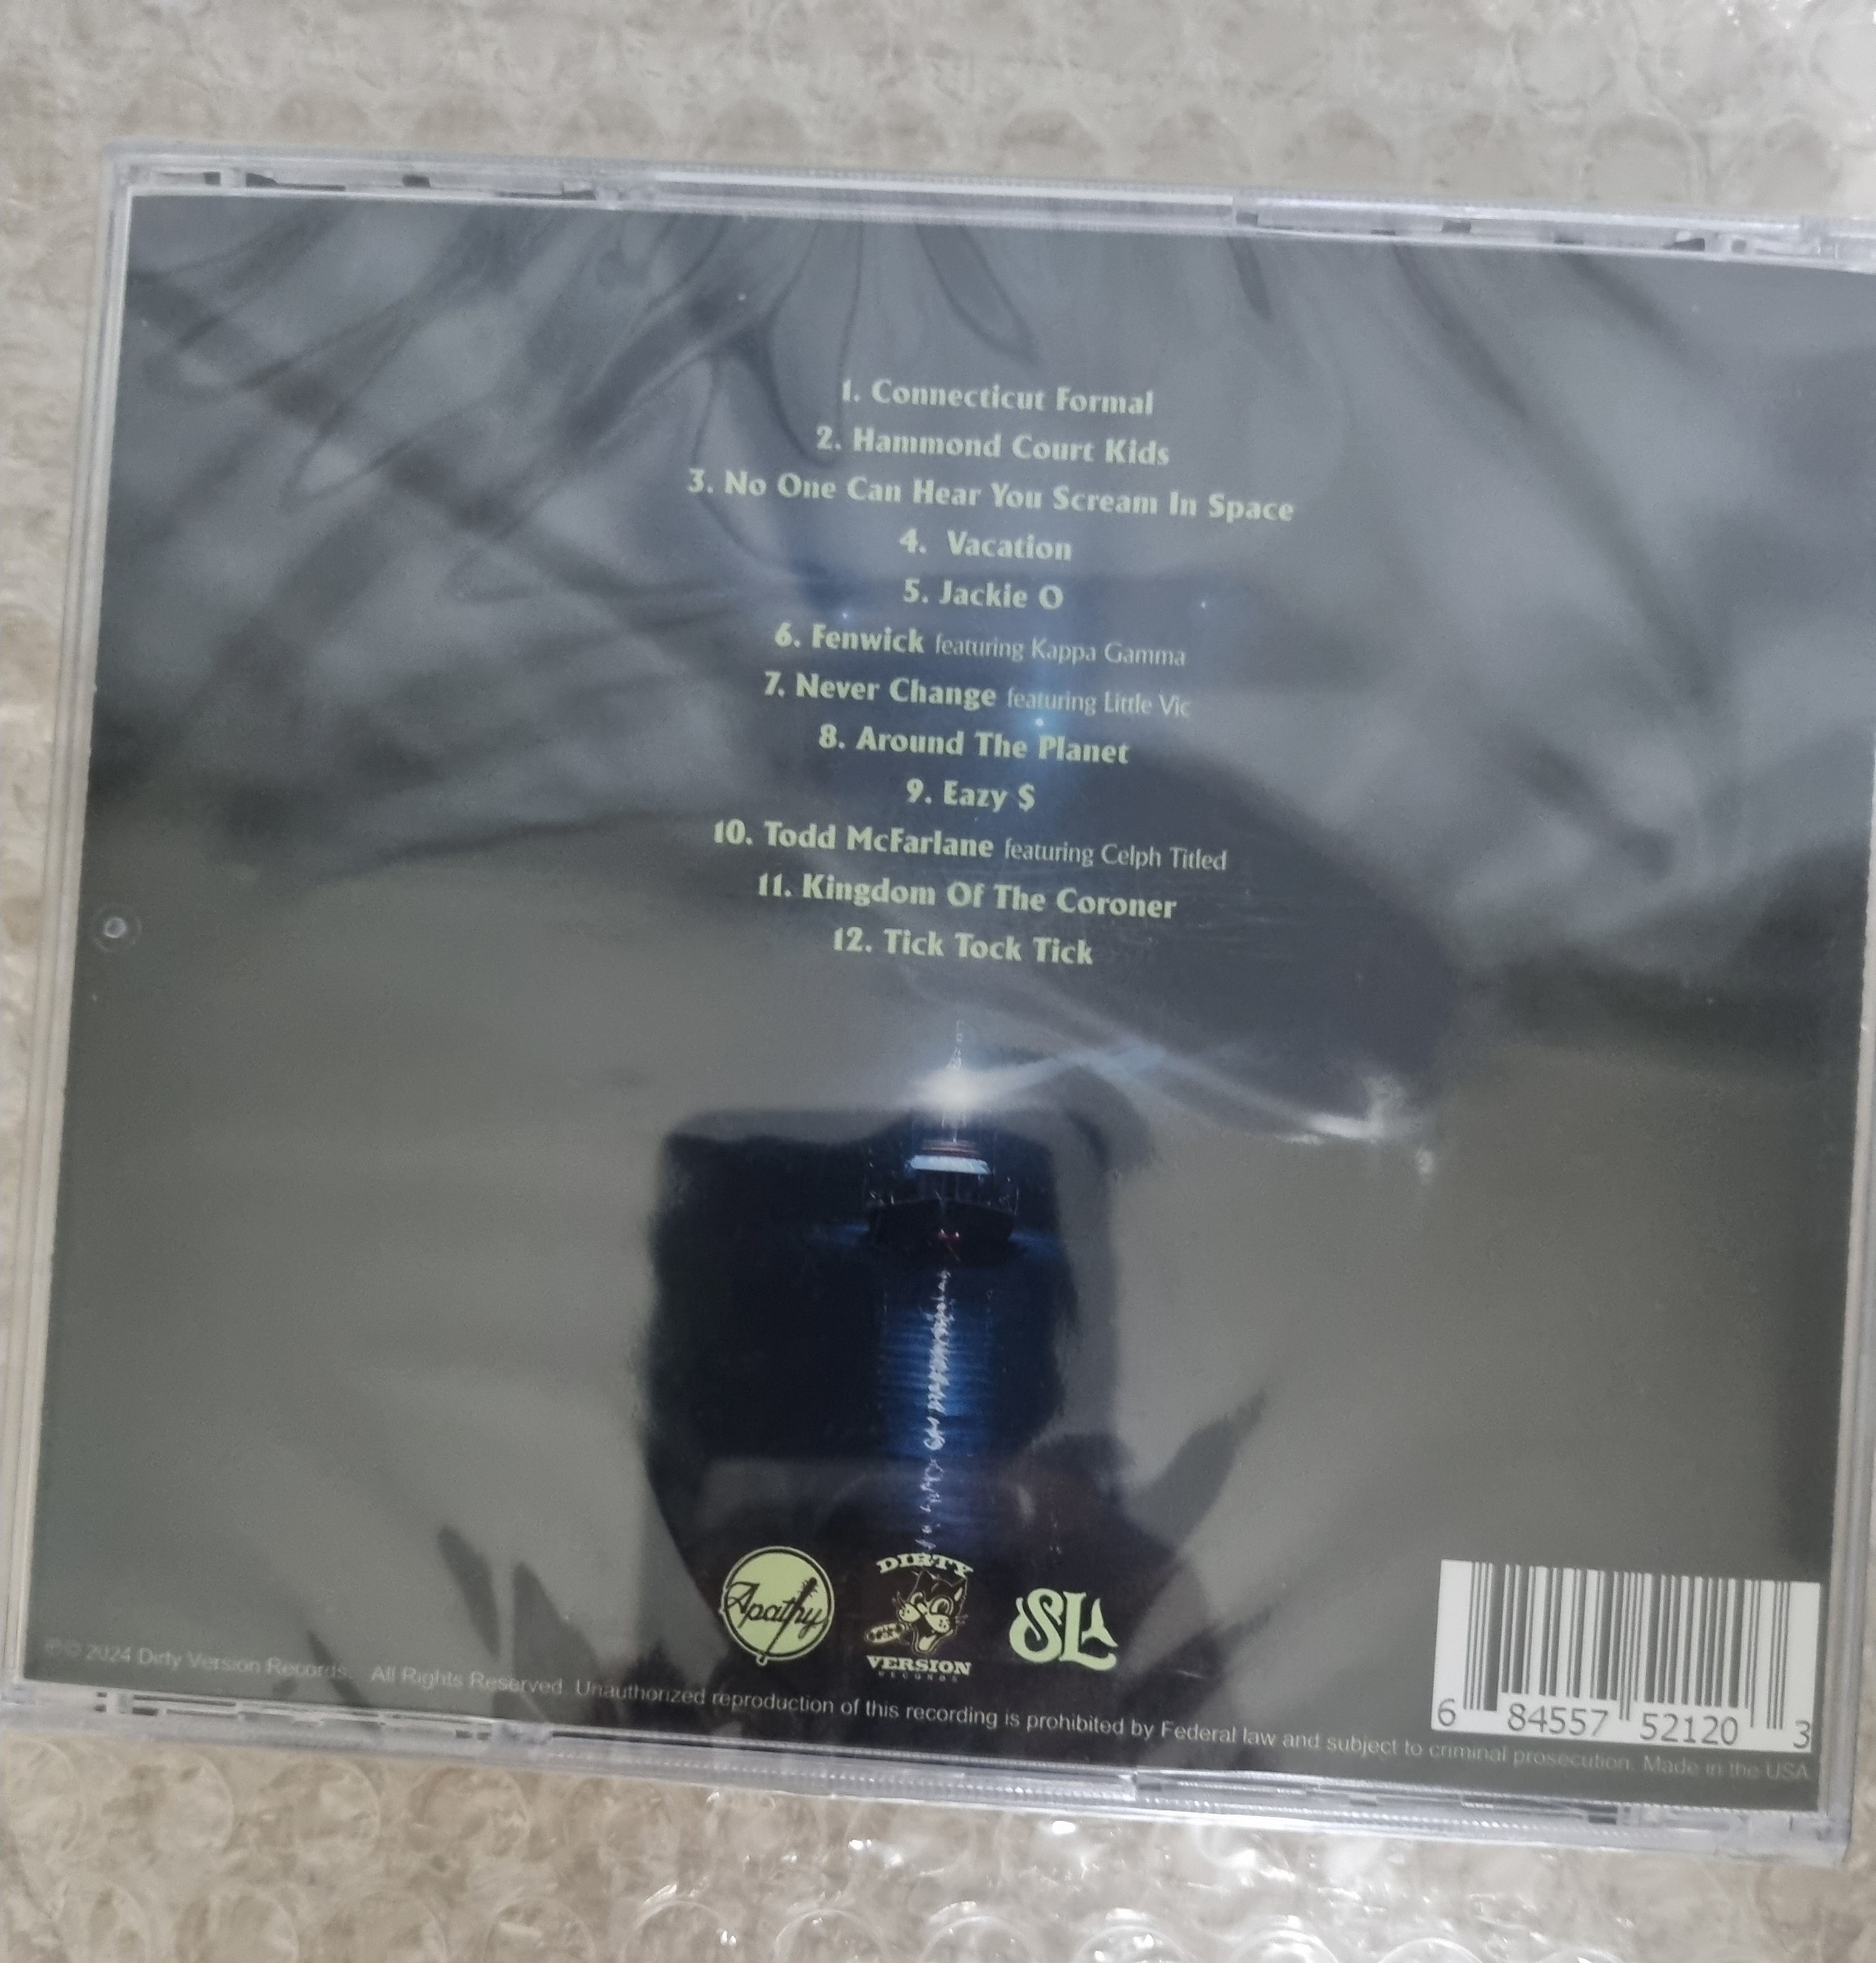 1. Connecticut Formal
2. Hammond Court Kids
3. No One Can Hear You Scream In Space
4. Vacation
5. Jackie O
6. Fenwick featuring Kappa Gamma
7. Never Change featuring Little Vic
8. Around The Planet
9. Eazy $
10. Todd McFarlane featuring Celph Titled
11. Kingdom Of The Coroner
12. Tick Tock Tick
Apathy
DIRTY
VERSION
RECORDS
SL
6 84557 52120 3
℗© 2024 Dirty Version Records. All Rights Reserved. Unauthorized reproduction of this recording is prohibited by Federal law and subject to criminal prosecution. Made in the USA